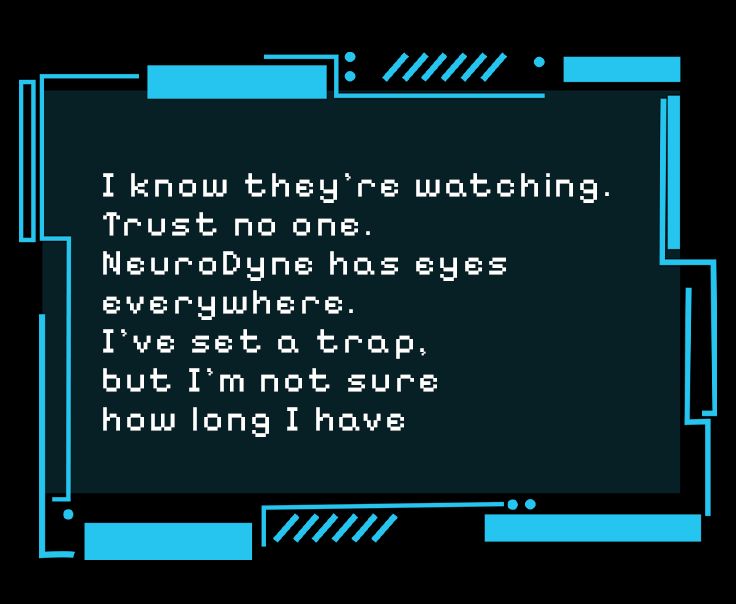 I know they're watching.
Trust no one.
NeuroDyne has eyes
everywhere.
I've set a trap,
but I'm not sure
how long I have